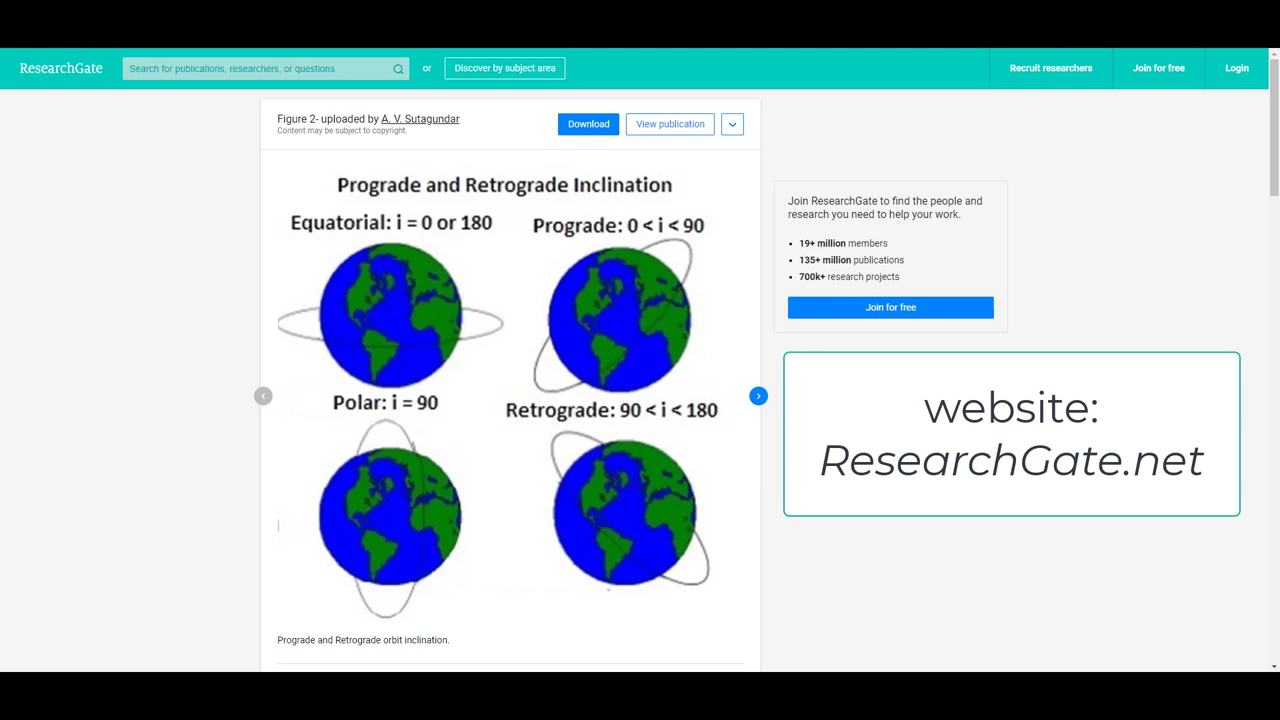 ResearchGate
Search for publications, researchers, or questions
or
Discover by subject area
Recruit researchers
Join for free
Login
Figure 2- uploaded by A. V. Sutagundar
Content may be subject to copyright.
Download
View publication
Prograde and Retrograde Inclination
Equatorial: i = 0 or 180
Prograde: 0 < i < 90
Polar: i = 90
Retrograde: 90 < i < 180
Prograde and Retrograde orbit inclination.
Join ResearchGate to find the people and
research you need to help your work.
19+ million members
135+ million publications
700k+ research projects
Join for free
website:
ResearchGate.net